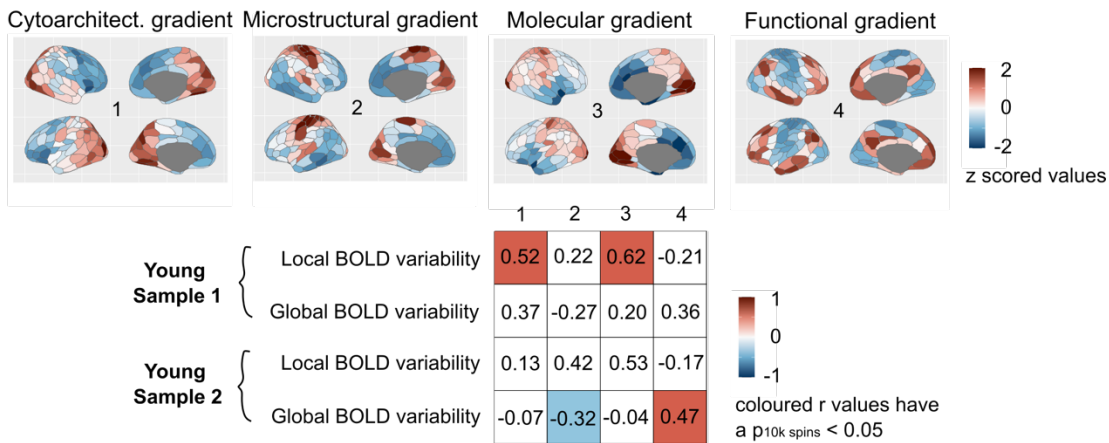 Cytoarchitect. gradient
Microstructural gradient
Molecular gradient
Functional gradient
1
2
3
4
2
0
-2
z scored values
1 2 3 4
Young
Sample 1
Local BOLD variability 0.52 0.22 0.62 -0.21
Global BOLD variability 0.37 -0.27 0.20 0.36
Young
Sample 2
Local BOLD variability 0.13 0.42 0.53 -0.17
Global BOLD variability -0.07 -0.32 -0.04 0.47
1
0
-1
coloured r values have
a p10k spins < 0.05